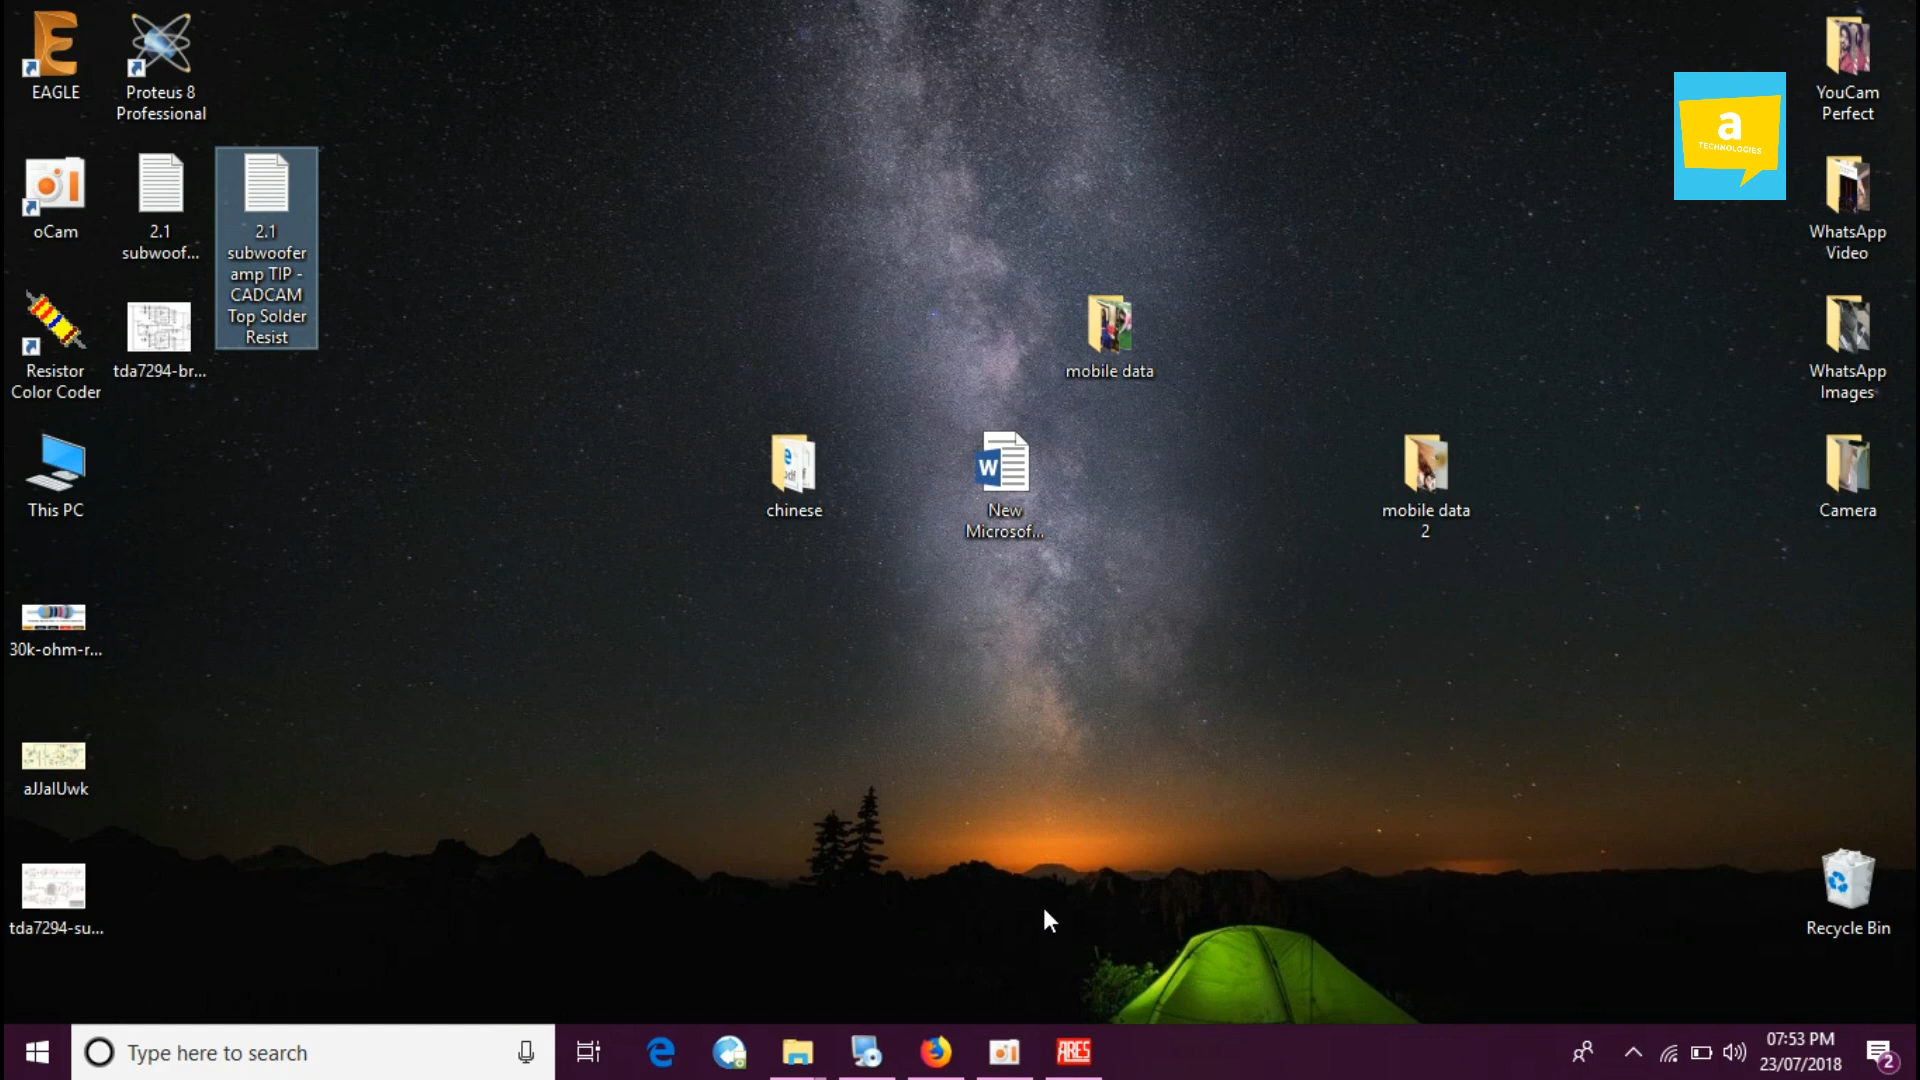 EAGLE
Proteus 8
Professional
oCam
2.1
subwoof...
2.1
subwoofer
amp TIP -
CADCAM
Top Solder
Resist
Resistor
Color Coder
tda7294-br...
This PC
30k-ohm-r...
aJJalUwk
tda7294-su...
mobile data
chinese
New
Microsof...
mobile data
2
a
TECHNOLOGIES
YouCam
Perfect
WhatsApp
Video
WhatsApp
Images
Camera
Recycle Bin
Type here to search
ARES
07:53 PM
23/07/2018
2